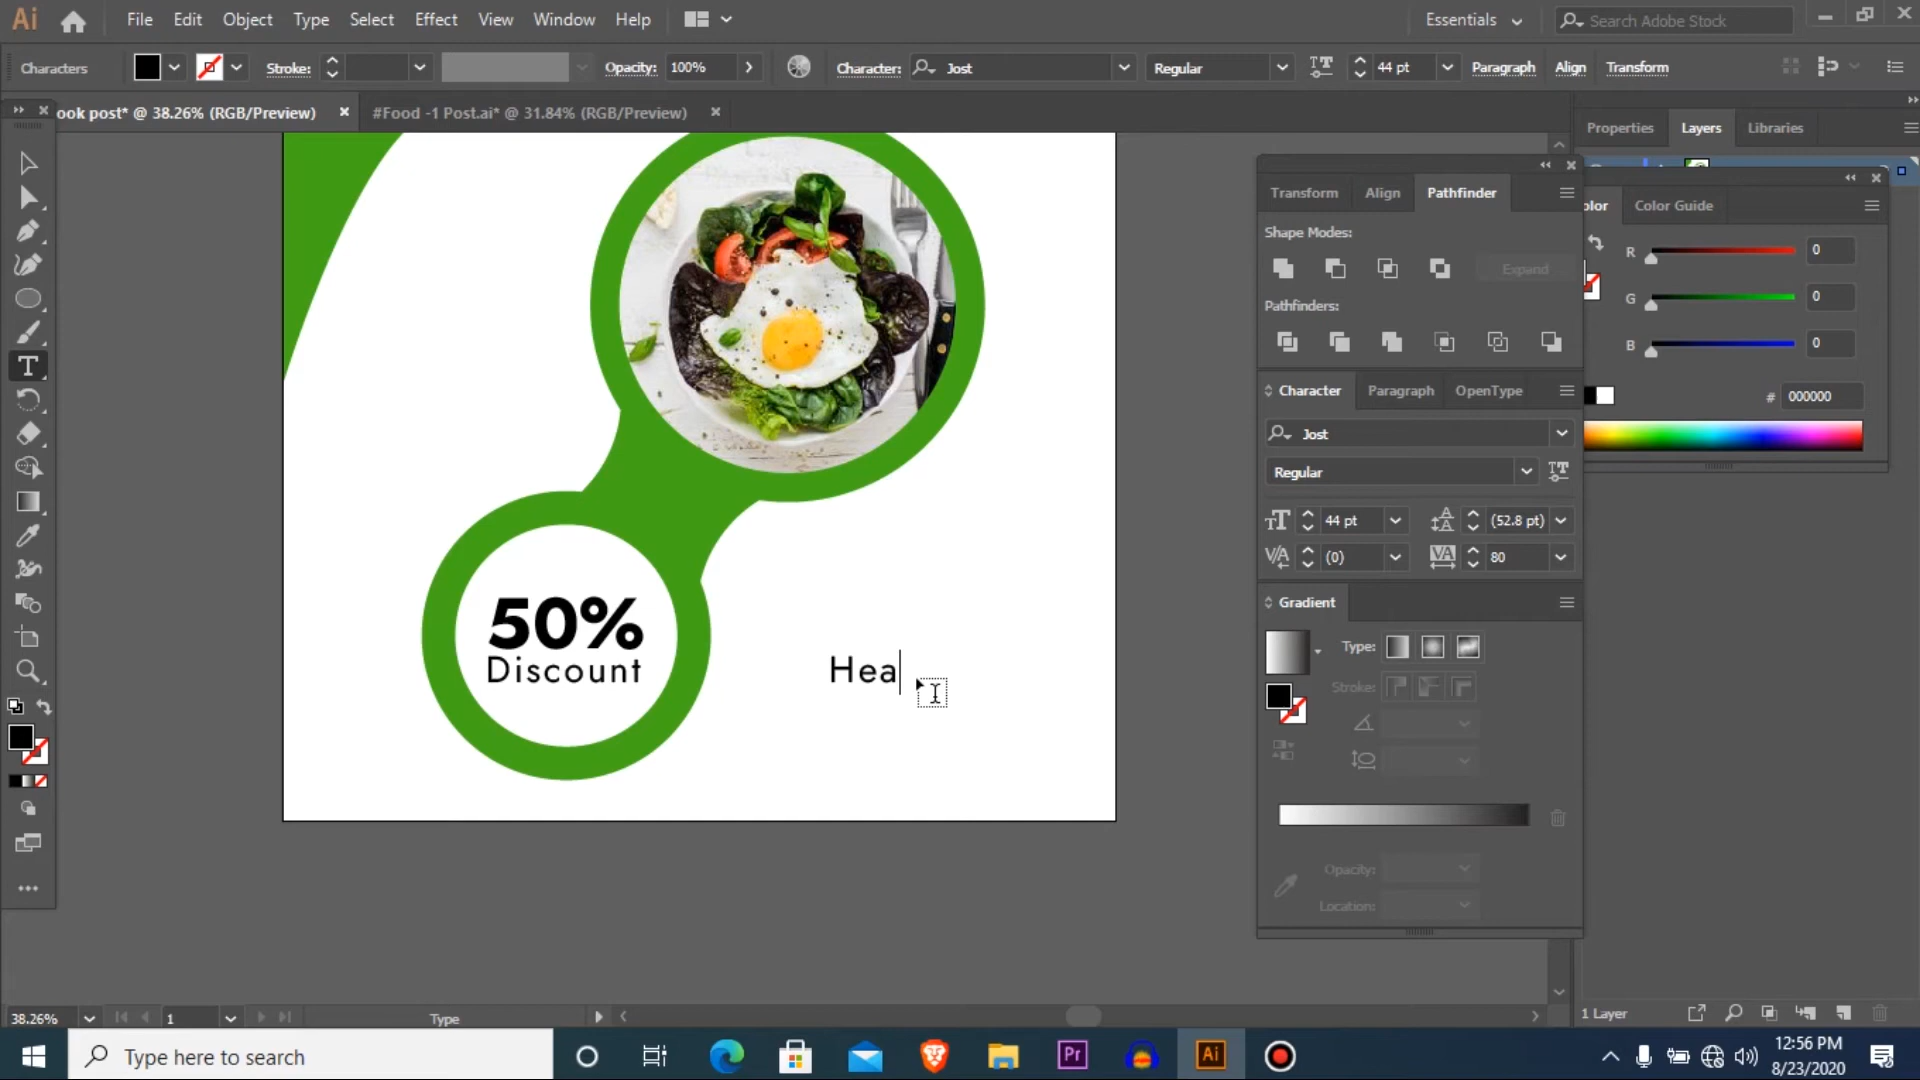 Ai File Edit Object Type Select Effect View Window Help Essentials Search Adobe Stock
Characters Stroke: Opacity: 100% Character: Jost Regular 44 pt Paragraph Align Transform
ook post* @ 38.26% (RGB/Preview) #Food -1 Post.ai* @ 31.84% (RGB/Preview)
Properties Layers Libraries
Transform Align Pathfinder
olor Color Guide
Shape Modes:
Expand
R 0
G 0
B 0
Pathfinders:
# 000000
Character Paragraph OpenType
Jost
Regular
44 pt (52.8 pt)
(0) 80
Gradient
Type:
Stroke:
Opacity:
Location:
50%
Discount
Hea
38.26% 1 Type
1 Layer
Type here to search
Pr Ai
12:56 PM
8/23/2020